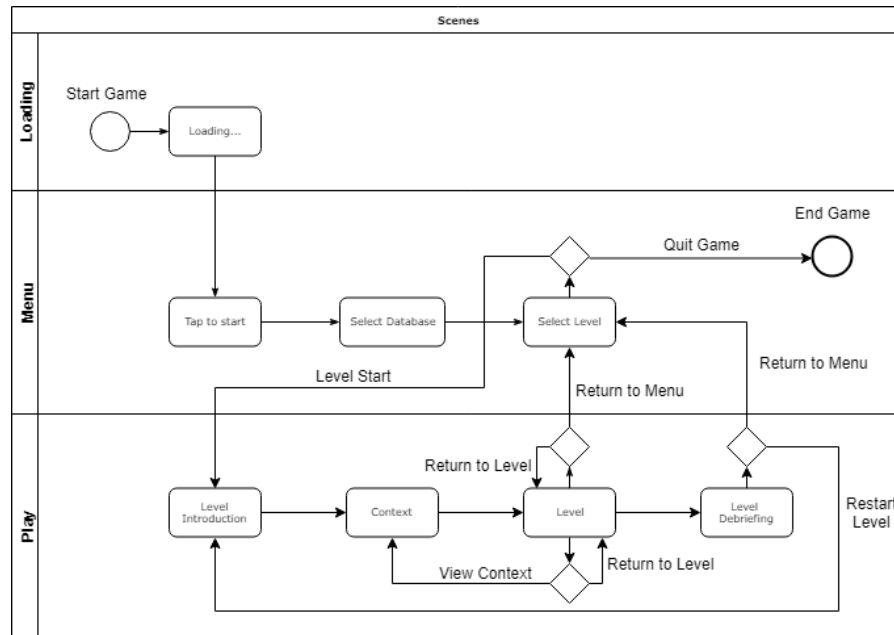 Scenes
Loading
Start Game
Loading...
Menu
End Game
Quit Game
Tap to start
Select Database
Select Level
Level Start
Return to Menu
Return to Menu
Play
Return to Level
Level
Introduction
Context
Level
Level
Debriefing
Restart
Level
View Context
Return to Level